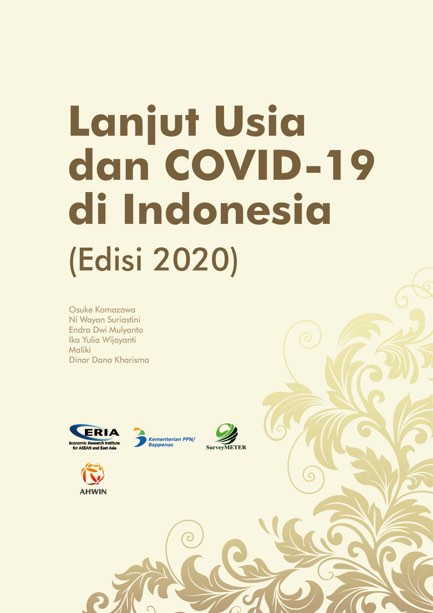 Lanjut Usia
dan COVID-19
di Indonesia
(Edisi 2020)
Osuke Komazawa
Ni Wayan Suriastini
Endra Dwi Mulyanto
Ika Yulia Wijayanti
Maliki
Dinar Dana Kharisma
ERIA
Economic Research Institute
for ASEAN and East Asia
Kementerian PPN/
Bappenas
SurveyMETER
AHWIN